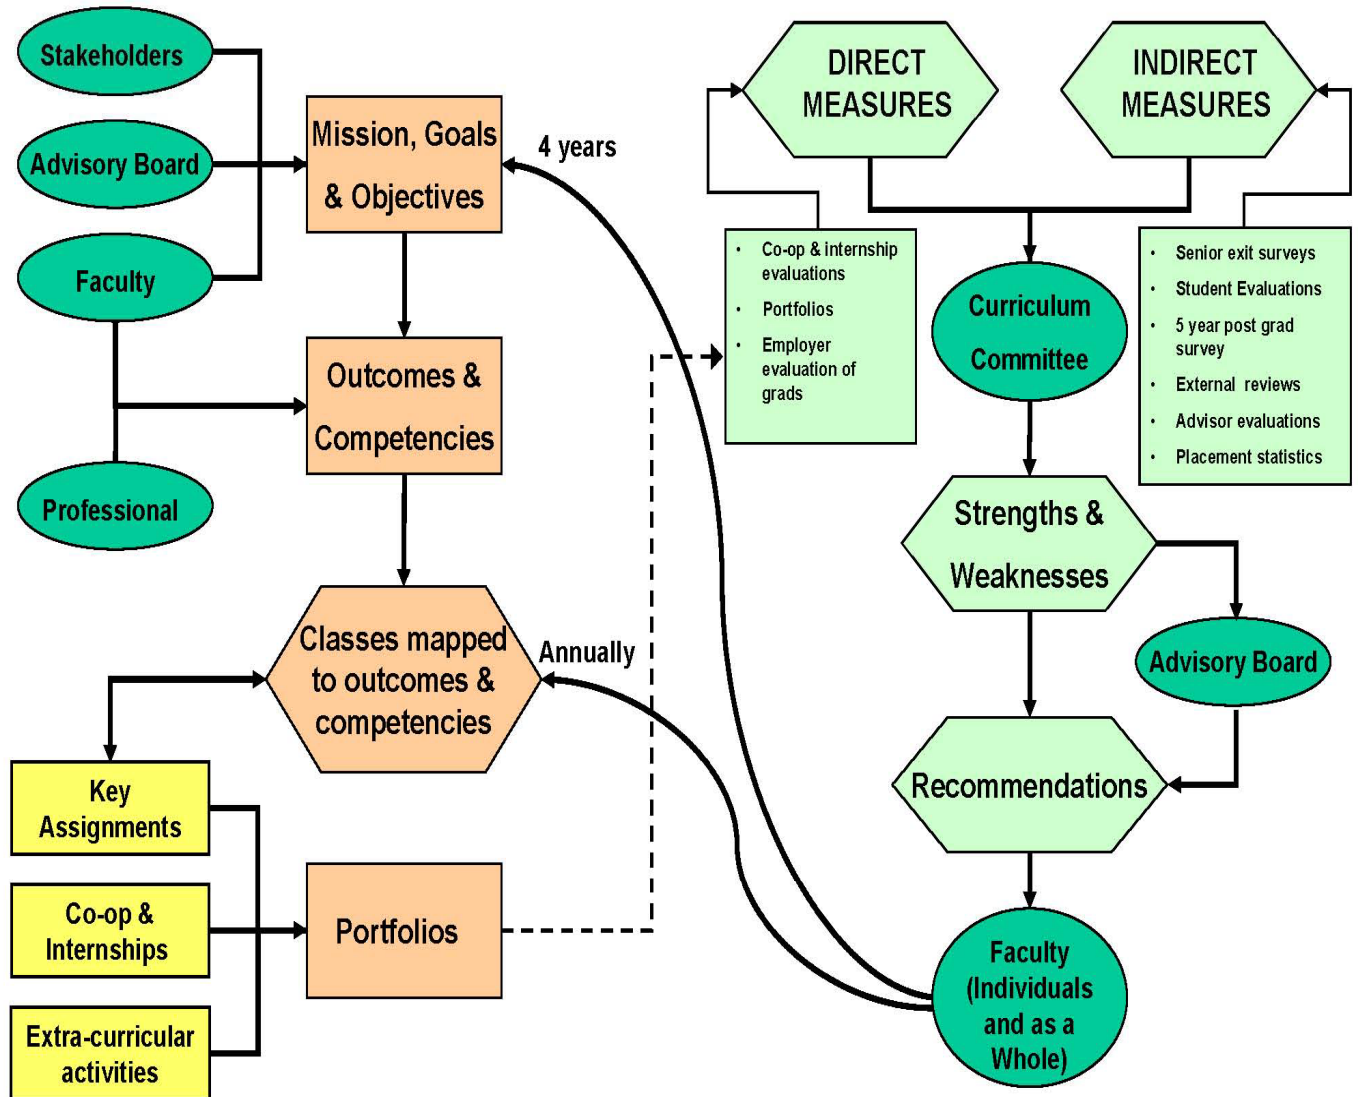 Stakeholders
Advisory Board
Faculty
Professional
Mission, Goals
& Objectives
Outcomes &
Competencies
Classes mapped
to outcomes &
competencies
Key
Assignments
Co-op &
Internships
Extra-curricular
activities
Portfolios
4 years
Annually
DIRECT
MEASURES
INDIRECT
MEASURES
• Co-op & internship
evaluations
• Portfolios
• Employer
evaluation of
grads
• Senior exit surveys
• Student Evaluations
• 5 year post grad
survey
• External reviews
• Advisor evaluations
• Placement statistics
Curriculum
Committee
Strengths &
Weaknesses
Advisory Board
Recommendations
Faculty
(Individuals
and as a
Whole)